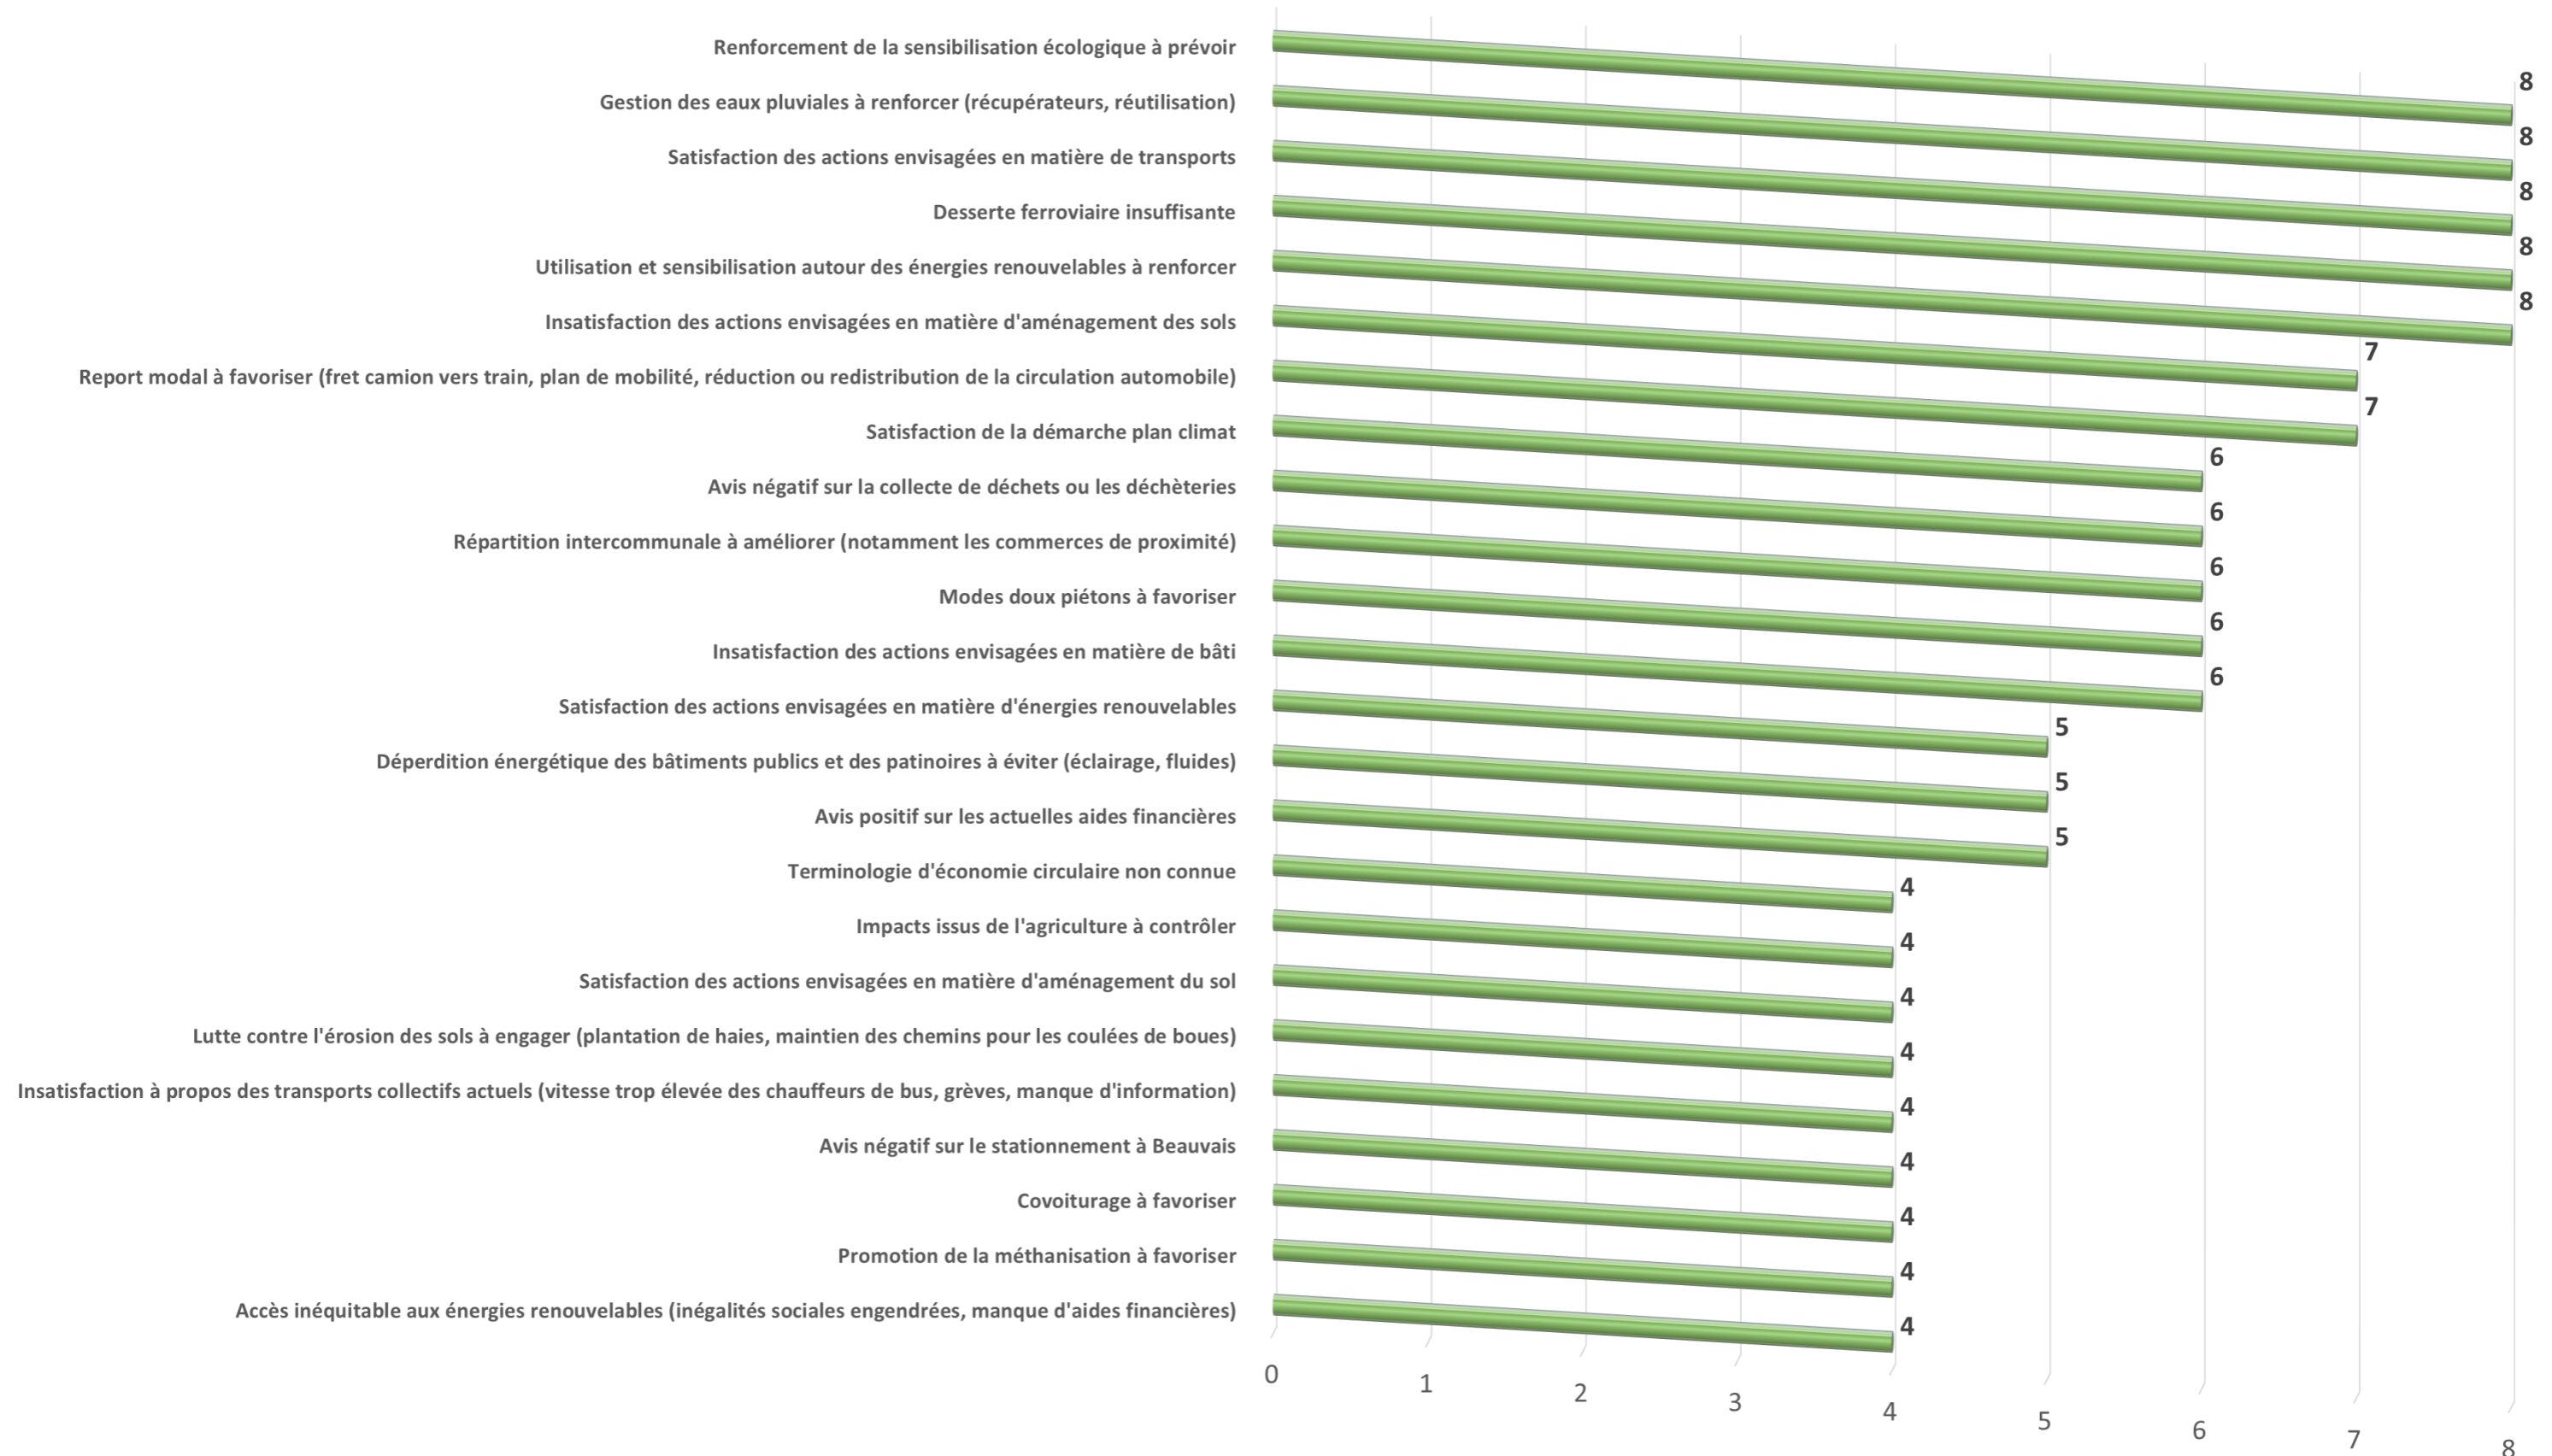 Renforcement de la sensibilisation écologique à prévoir
8
Gestion des eaux pluviales à renforcer (récupérateurs, réutilisation)
8
Satisfaction des actions envisagées en matière de transports
8
Desserte ferroviaire insuffisante
8
Utilisation et sensibilisation autour des énergies renouvelables à renforcer
8
Insatisfaction des actions envisagées en matière d'aménagement des sols
7
Report modal à favoriser (fret camion vers train, plan de mobilité, réduction ou redistribution de la circulation automobile)
7
Satisfaction de la démarche plan climat
6
Avis négatif sur la collecte de déchets ou les déchèteries
6
Répartition intercommunale à améliorer (notamment les commerces de proximité)
6
Modes doux piétons à favoriser
6
Insatisfaction des actions envisagées en matière de bâti
6
Satisfaction des actions envisagées en matière d'énergies renouvelables
5
Déperdition énergétique des bâtiments publics et des patinoires à éviter (éclairage, fluides)
5
Avis positif sur les actuelles aides financières
5
Terminologie d'économie circulaire non connue
4
Impacts issus de l'agriculture à contrôler
4
Satisfaction des actions envisagées en matière d'aménagement du sol
4
Lutte contre l'érosion des sols à engager (plantation de haies, maintien des chemins pour les coulées de boues)
4
Insatisfaction à propos des transports collectifs actuels (vitesse trop élevée des chauffeurs de bus, grèves, manque d'information)
4
Avis négatif sur le stationnement à Beauvais
4
Covoiturage à favoriser
4
Promotion de la méthanisation à favoriser
4
Accès inéquitable aux énergies renouvelables (inégalités sociales engendrées, manque d'aides financières)
4
0 1 2 3 4 5 6 7 8